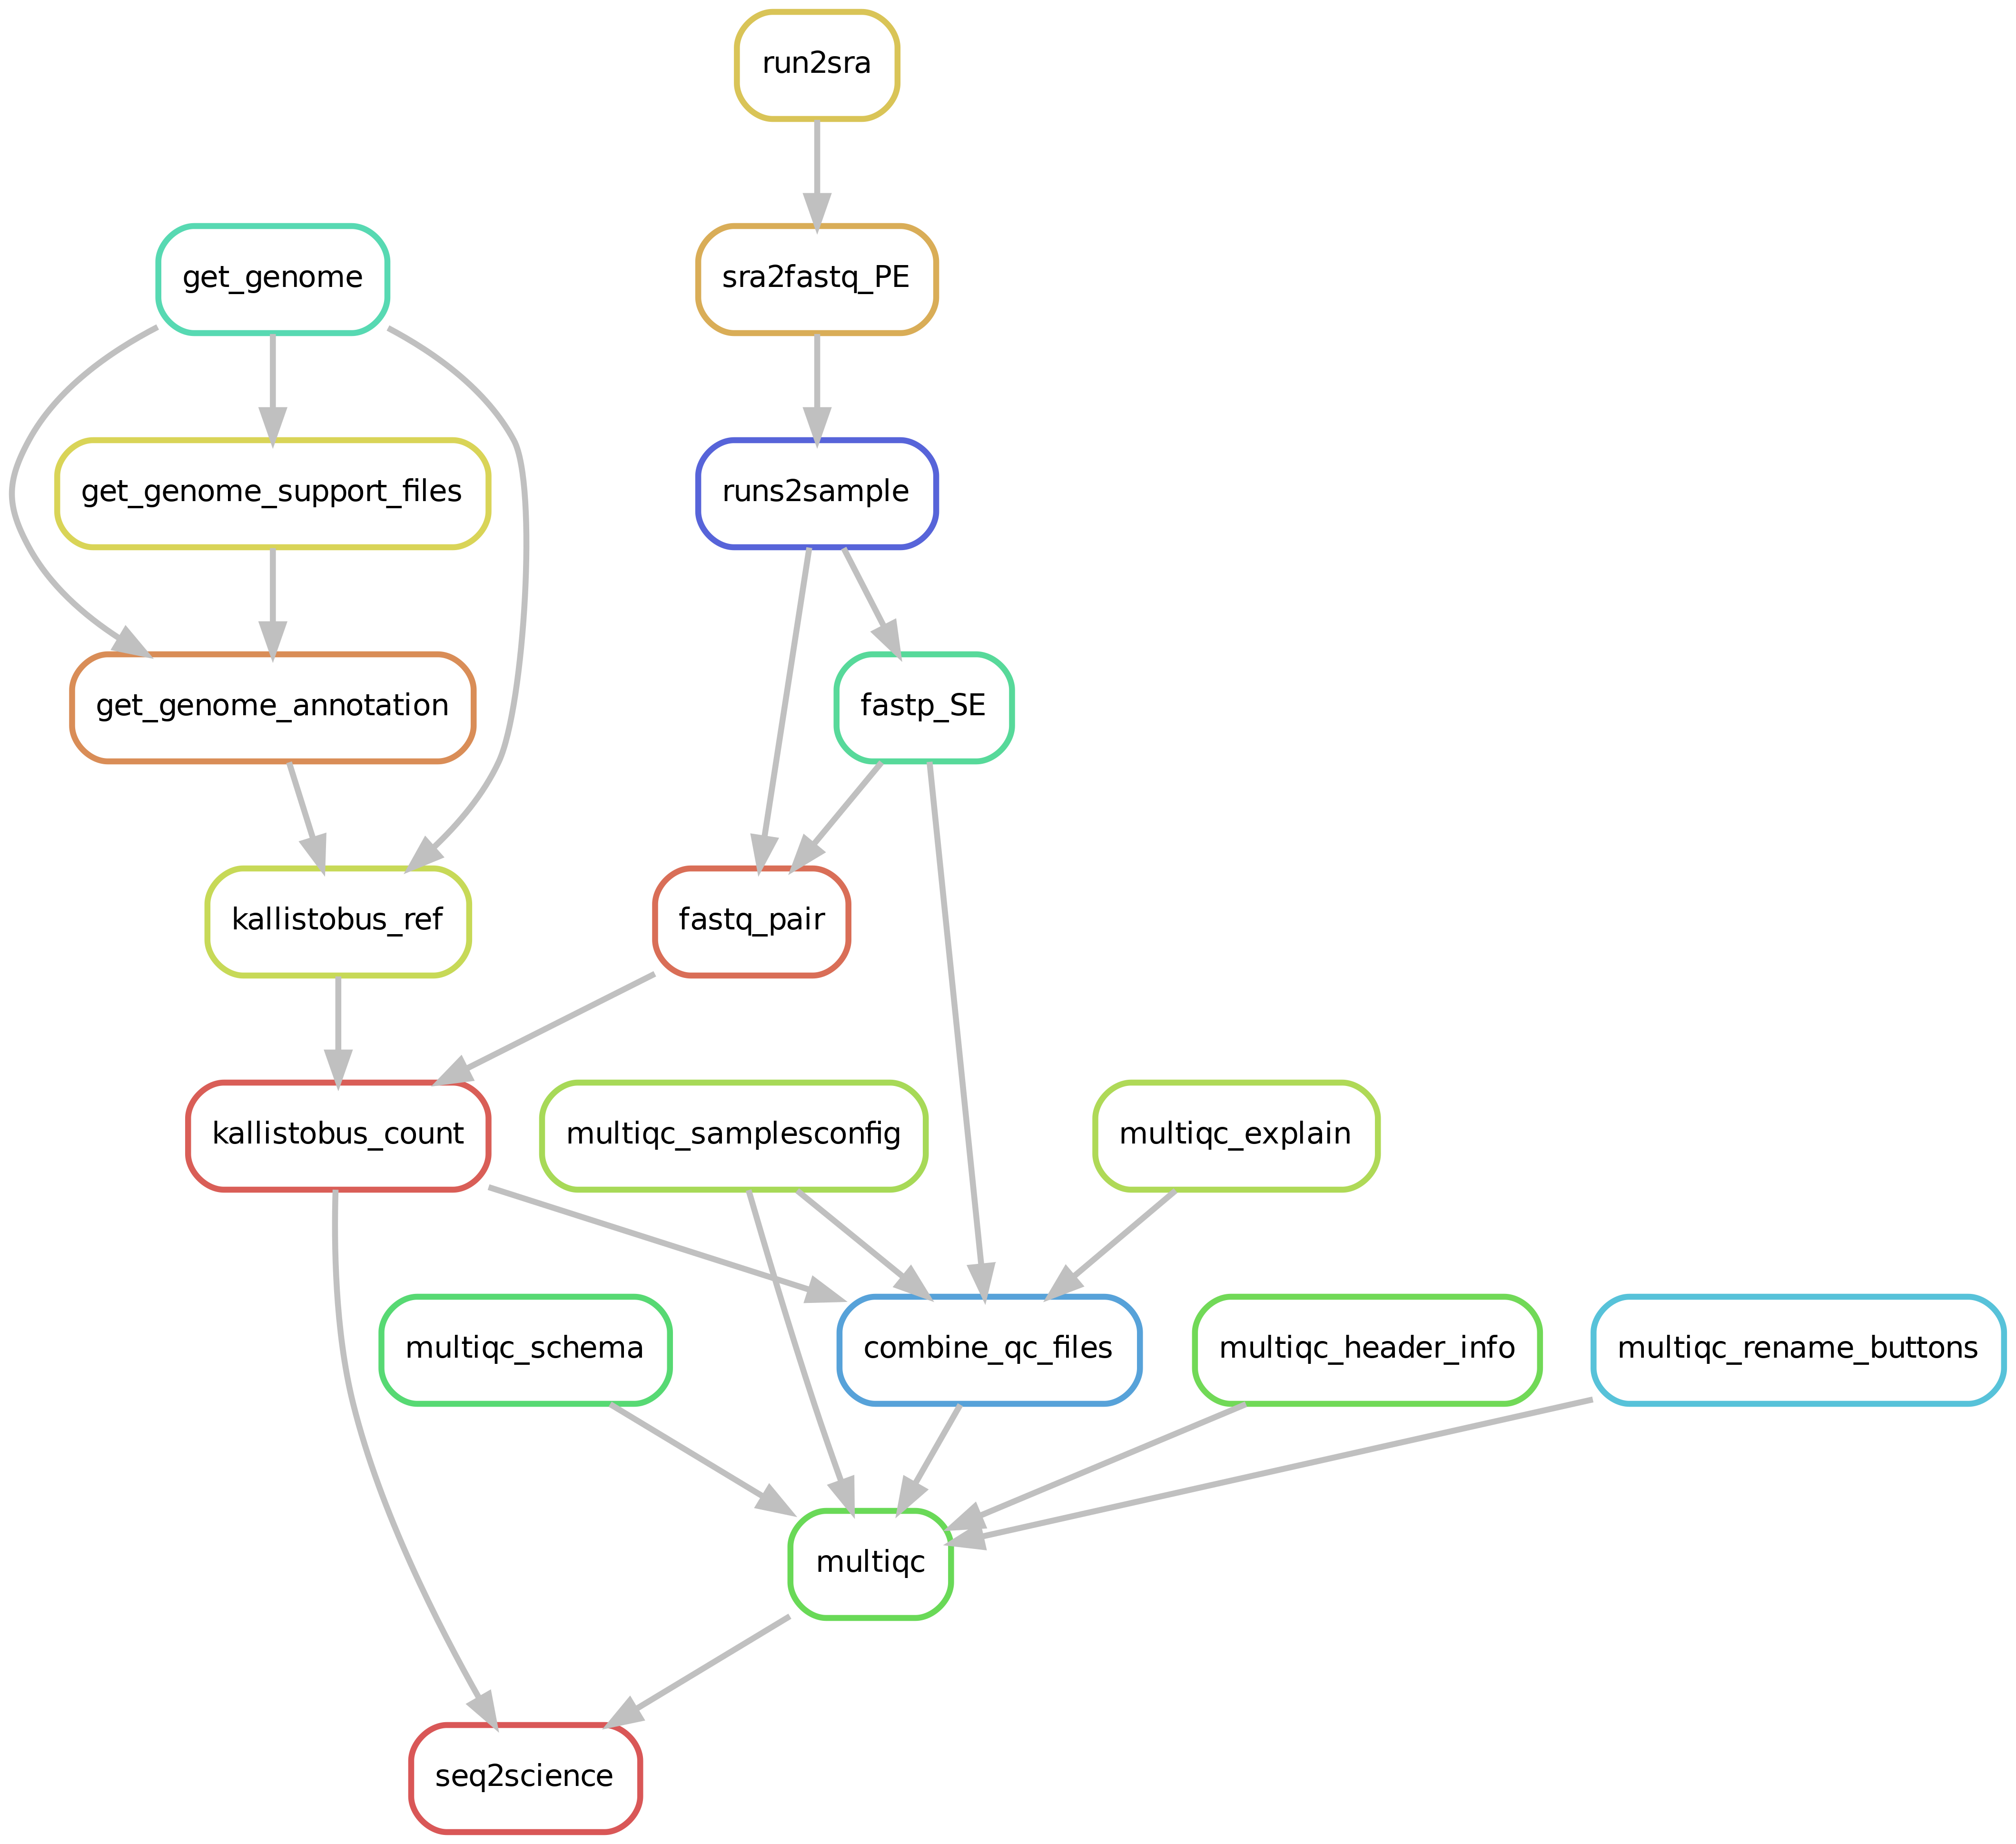 run2sra
get_genome
sra2fastq_PE
get_genome_support_files
runs2sample
get_genome_annotation
fastp_SE
kallistobus_ref
fastq_pair
kallistobus_count
multiqc_samplesconfig
multiqc_explain
multiqc_schema
combine_qc_files
multiqc_header_info
multiqc_rename_buttons
multiqc
seq2science